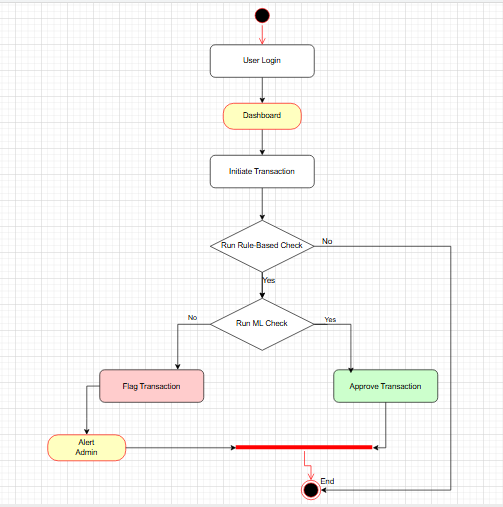 User Login
Dashboard
Initiate Transaction
Run Rule-Based Check
No
Yes
Run ML Check
No
Yes
Flag Transaction
Approve Transaction
Alert
Admin
End